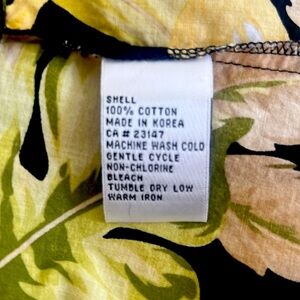 SHELL
100% COTTON
MADE IN KOREA
CA # 23147
MACHINE WASH COLD
GENTLE CYCLE
NON-CHLORINE
BLEACH
TUMBLE DRY LOW
WARM IRON